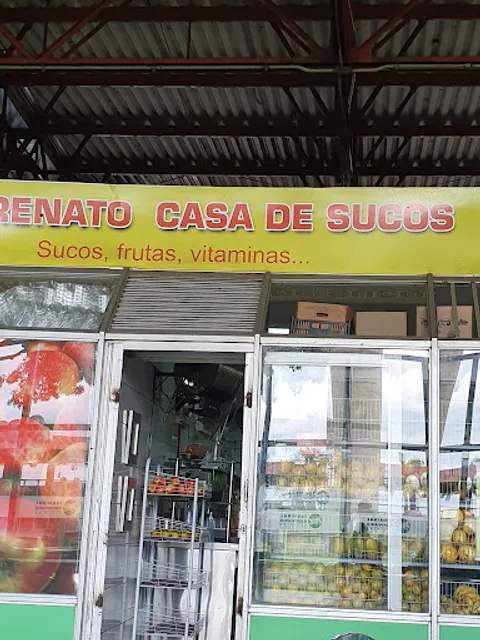 RENATO CASA DE SUCOS
Sucos, frutas, vitaminas...